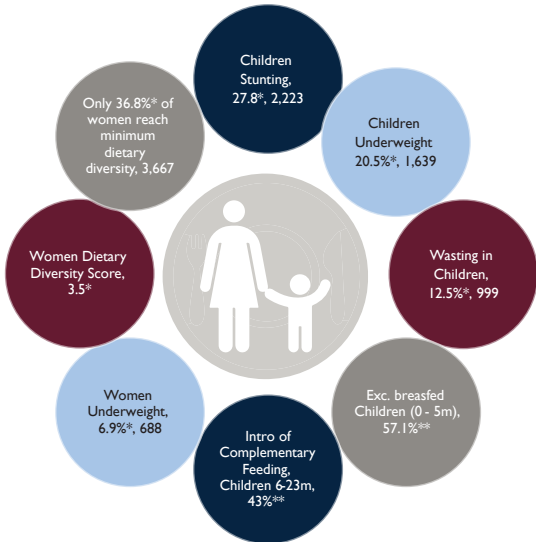 Children
Stunting,
27.8*, 2,223
Children
Underweight
20.5%*, 1,639
Wasting in
Children,
12.5%*, 999
Exc. breasfed
Children (0 - 5m),
57.1%**
Intro of
Complementary
Feeding,
Children 6-23m,
43%**
Women
Underweight,
6.9%*, 688
Women Dietary
Diversity Score,
3.5*
Only 36.8%* of
women reach
minimum
dietary
diversity, 3,667